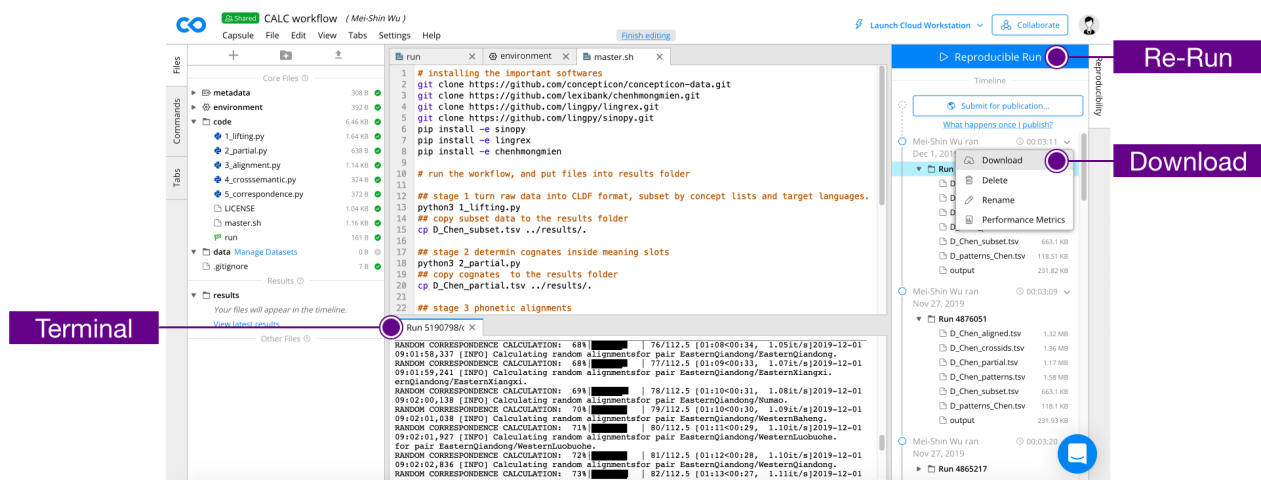 Shared CALC workflow (Mei-Shin Wu)
Capsule File Edit View Tabs Settings Help
Finish editing
Launch Cloud Workstation
Collaborate
Files
Commands
Tabs
Core Files
metadata 308 B
environment 392 B
code 6.46 KB
1_lifting.py 1.64 KB
2_partial.py 638 B
3_alignment.py 1.14 KB
4_crosssemantic.py 324 B
5_correspondence.py 372 B
LICENSE 1.04 KB
master.sh 1.16 KB
run 161 B
data Manage Datasets 0 B
.gitignore 7 B
Results
results
Your files will appear in the timeline.
View latest results
Other Files
Terminal
run × environment × master.sh ×
1 # installing the important softwares
2 git clone https://github.com/concepticon/concepticon-data.git
3 git clone https://github.com/lexibank/chenhmongmien.git
4 git clone https://github.com/lingpy/lingrex.git
5 git clone https://github.com/lingpy/sinopy.git
6 pip install -e sinopy
7 pip install -e lingrex
8 pip install -e chenhmongmien
9
10 # run the workflow, and put files into results folder
11
12 ## stage 1 turn raw data into CLDF format, subset by concept lists and target languages.
13 python3 1_lifting.py
14 ## copy subset data to the results folder
15 cp D_Chen_subset.tsv ../results/.
16
17 ## stage 2 determin cognates inside meaning slots
18 python3 2_partial.py
19 ## copy cognates to the results folder
20 cp D_Chen_partial.tsv ../results/.
21
22 ## stage 3 phonetic alignments
Run 5190798/ ×
RANDOM CORRESPONDENCE CALCULATION: 68%| | 76/112.5 [01:08<00:34, 1.05it/s]2019-12-01
09:01:58,337 [INFO] Calculating random alignmentsfor pair EasternQiandong/EasternQiandong.
RANDOM CORRESPONDENCE CALCULATION: 68%| | 77/112.5 [01:09<00:33, 1.07it/s]2019-12-01
09:01:59,241 [INFO] Calculating random alignmentsfor pair EasternQiandong/EasternXiangxi.
ernQiandong/EasternXiangxi.
RANDOM CORRESPONDENCE CALCULATION: 69%| | 78/112.5 [01:10<00:31, 1.08it/s]2019-12-01
09:02:00,138 [INFO] Calculating random alignmentsfor pair EasternQiandong/Numao.
RANDOM CORRESPONDENCE CALCULATION: 70%| | 79/112.5 [01:10<00:30, 1.09it/s]2019-12-01
09:02:01,038 [INFO] Calculating random alignmentsfor pair EasternQiandong/WesternBaheng.
RANDOM CORRESPONDENCE CALCULATION: 71%| | 80/112.5 [01:11<00:29, 1.10it/s]2019-12-01
09:02:01,927 [INFO] Calculating random alignmentsfor pair EasternQiandong/WesternLuobuohe.
for pair EasternQiandong/WesternLuobuohe.
RANDOM CORRESPONDENCE CALCULATION: 72%| | 81/112.5 [01:12<00:28, 1.10it/s]2019-12-01
09:02:02,836 [INFO] Calculating random alignmentsfor pair EasternQiandong/WesternQiandong.
RANDOM CORRESPONDENCE CALCULATION: 73%| | 82/112.5 [01:13<00:27, 1.11it/s]2019-12-01
Reproducible Run
Re-Run
Reproducibility
Timeline
Submit for publication...
What happens once I publish?
Mei-Shin Wu ran 00:03:11
Dec 1, 201
Run
Download
Delete
Rename
Performance Metrics
Download
D_Chen_subset.tsv 663.1 KB
D_patterns_Chen.tsv 118.51 KB
output 231.82 KB
Mei-Shin Wu ran 00:03:09
Nov 27, 2019
Run 4876051
D_Chen_aligned.tsv 1.32 MB
D_Chen_crossids.tsv 1.36 MB
D_Chen_partial.tsv 1.17 MB
D_Chen_patterns.tsv 1.58 MB
D_Chen_subset.tsv 663.1 KB
D_patterns_Chen.tsv 118.1 KB
output 231.93 KB
Mei-Shin Wu ran 00:03:20
Nov 27, 2019
Run 4865217